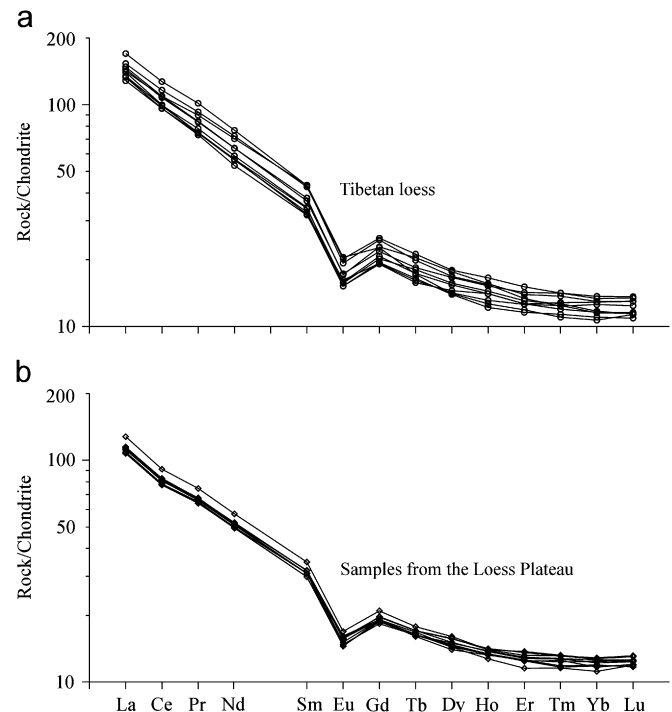 a
200
100
50
10
Rock/Chondrite
Tibetan loess
b
200
100
50
10
Rock/Chondrite
Samples from the Loess Plateau
La Ce Pr Nd Sm Eu Gd Tb Dy Ho Er Tm Yb Lu